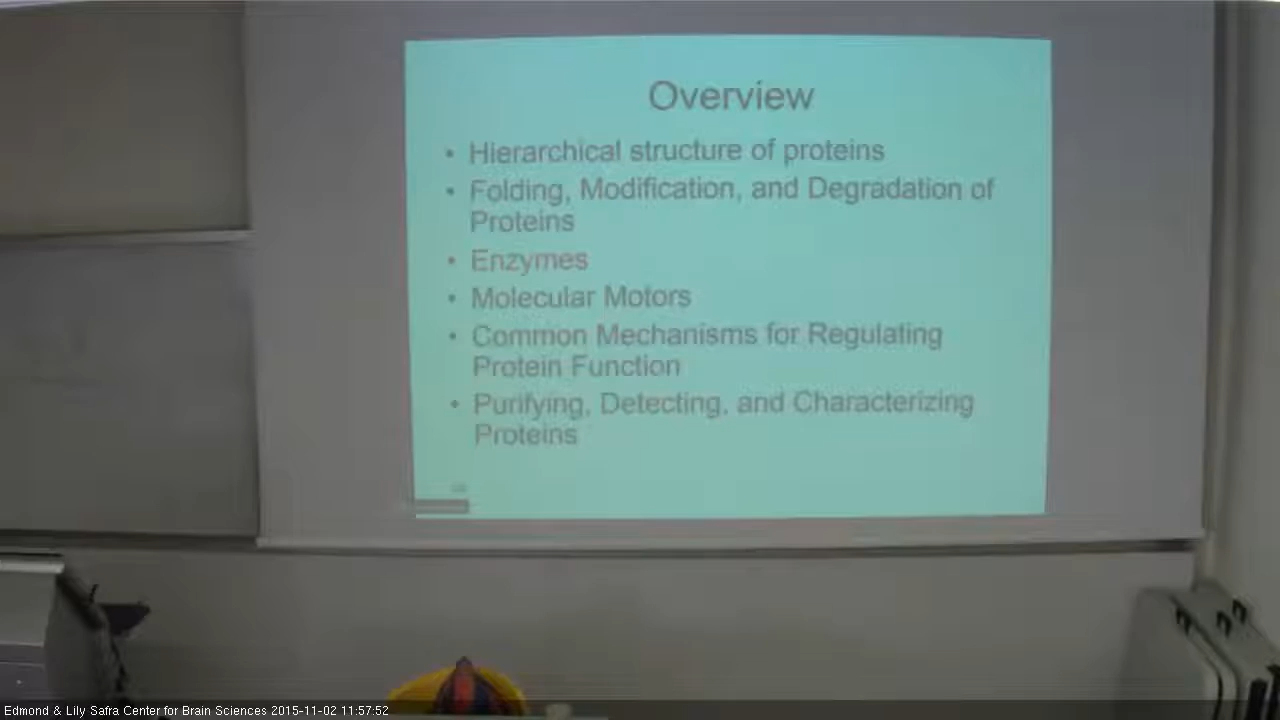 Overview
• Hierarchical structure of proteins
• Folding, Modification, and Degradation of
Proteins
• Enzymes
• Molecular Motors
• Common Mechanisms for Regulating
Protein Function
• Purifying, Detecting, and Characterizing
Proteins
Edmond & Lily Safra Center for Brain Sciences 2015-11-02 11:57:52